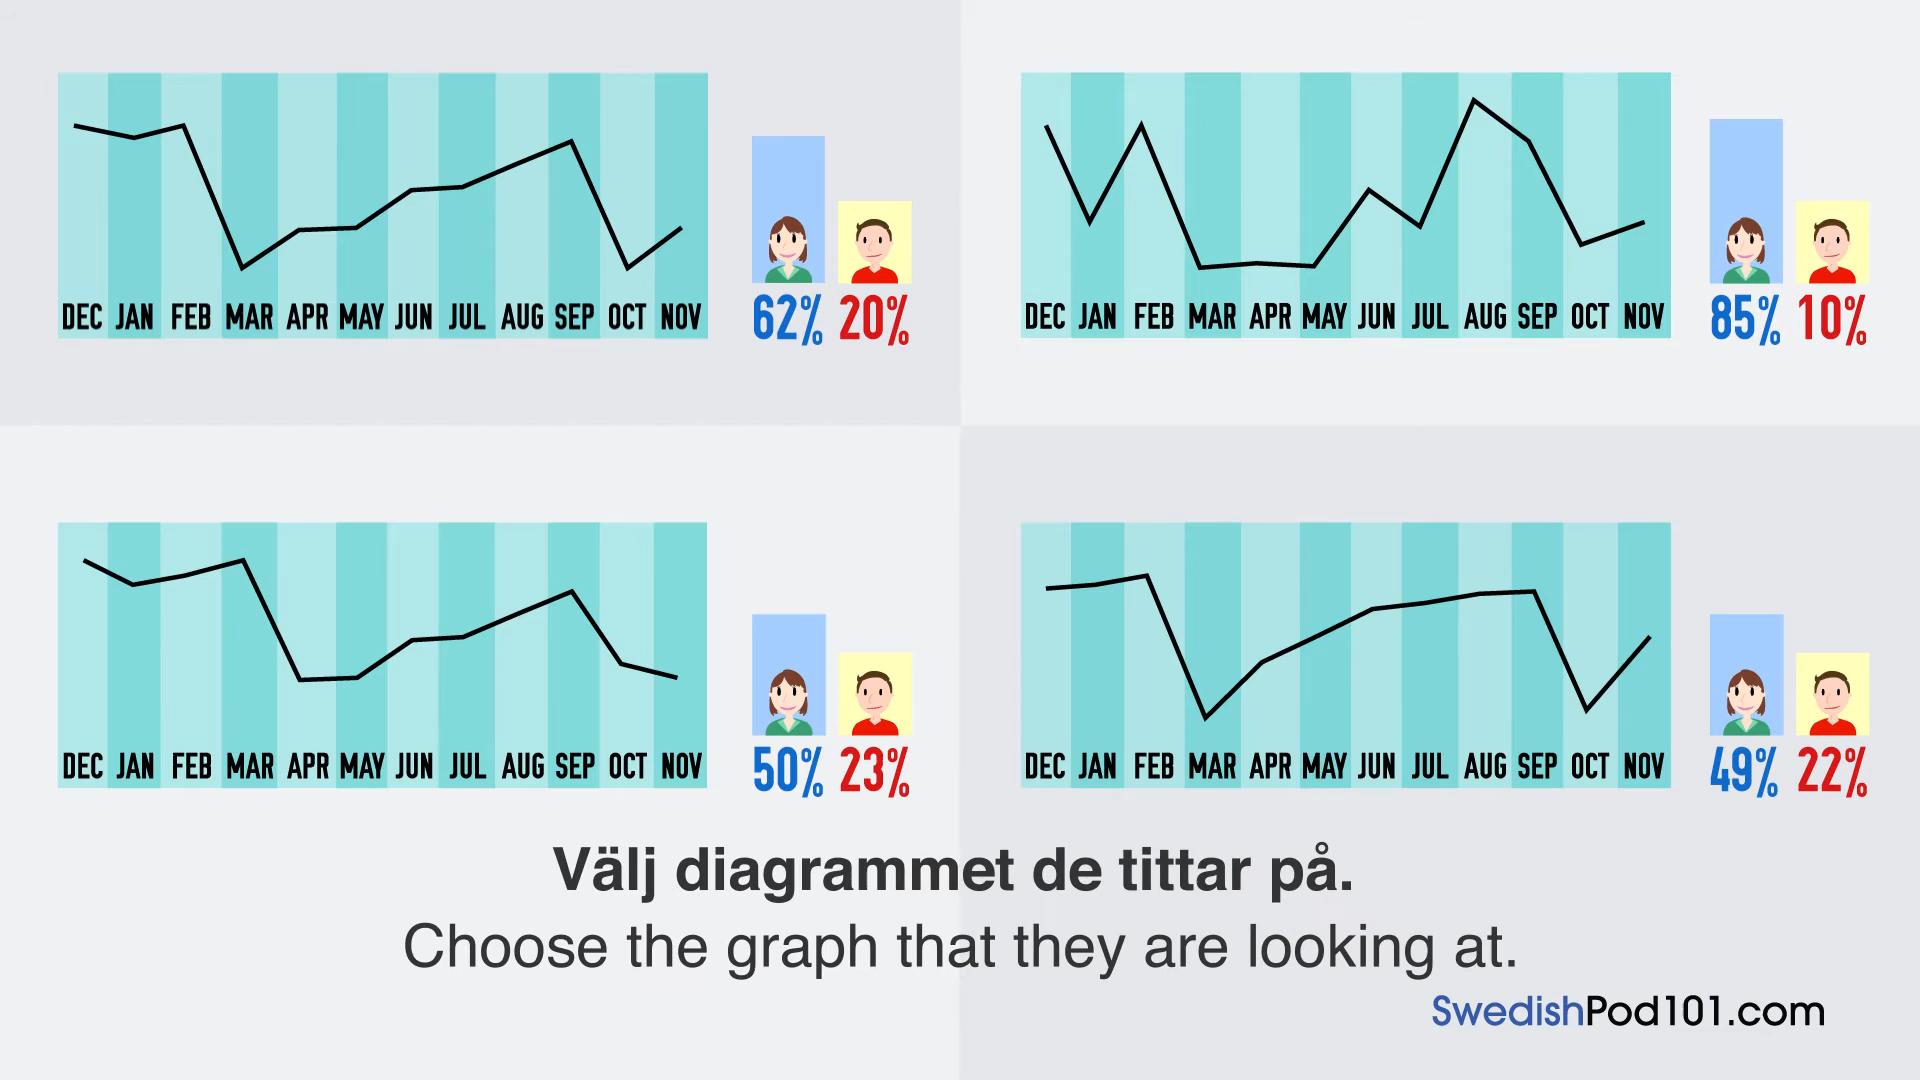 DEC JAN FEB MAR APR MAY JUN JUL AUG SEP OCT NOV
62% 20%
DEC JAN FEB MAR APR MAY JUN JUL AUG SEP OCT NOV
85% 10%
DEC JAN FEB MAR APR MAY JUN JUL AUG SEP OCT NOV
50% 23%
DEC JAN FEB MAR APR MAY JUN JUL AUG SEP OCT NOV
49% 22%
Välj diagrammet de tittar på.
Choose the graph that they are looking at.
SwedishPod101.com